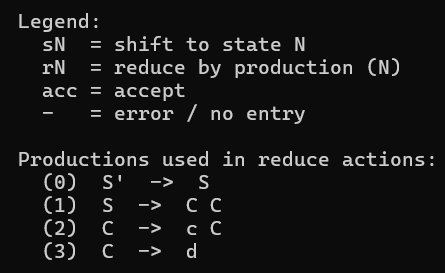 Legend:
  sN  = shift to state N
  rN  = reduce by production (N)
  acc = accept
  -   = error / no entry

Productions used in reduce actions:
  (0)  S'  ->  S
  (1)  S  ->  C C
  (2)  C  ->  c C
  (3)  C  ->  d